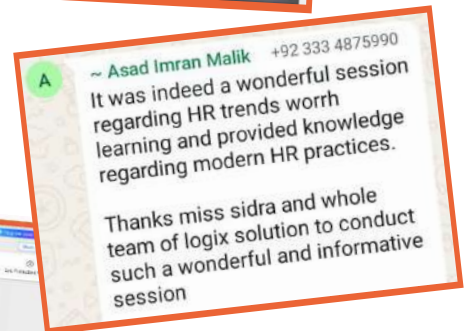 A
~ Asad Imran Malik +92 333 4875990
It was indeed a wonderful session
regarding HR trends worrh
learning and provided knowledge
regarding modern HR practices.
Thanks miss sidra and whole
team of logix solution to conduct
such a wonderful and informative
session